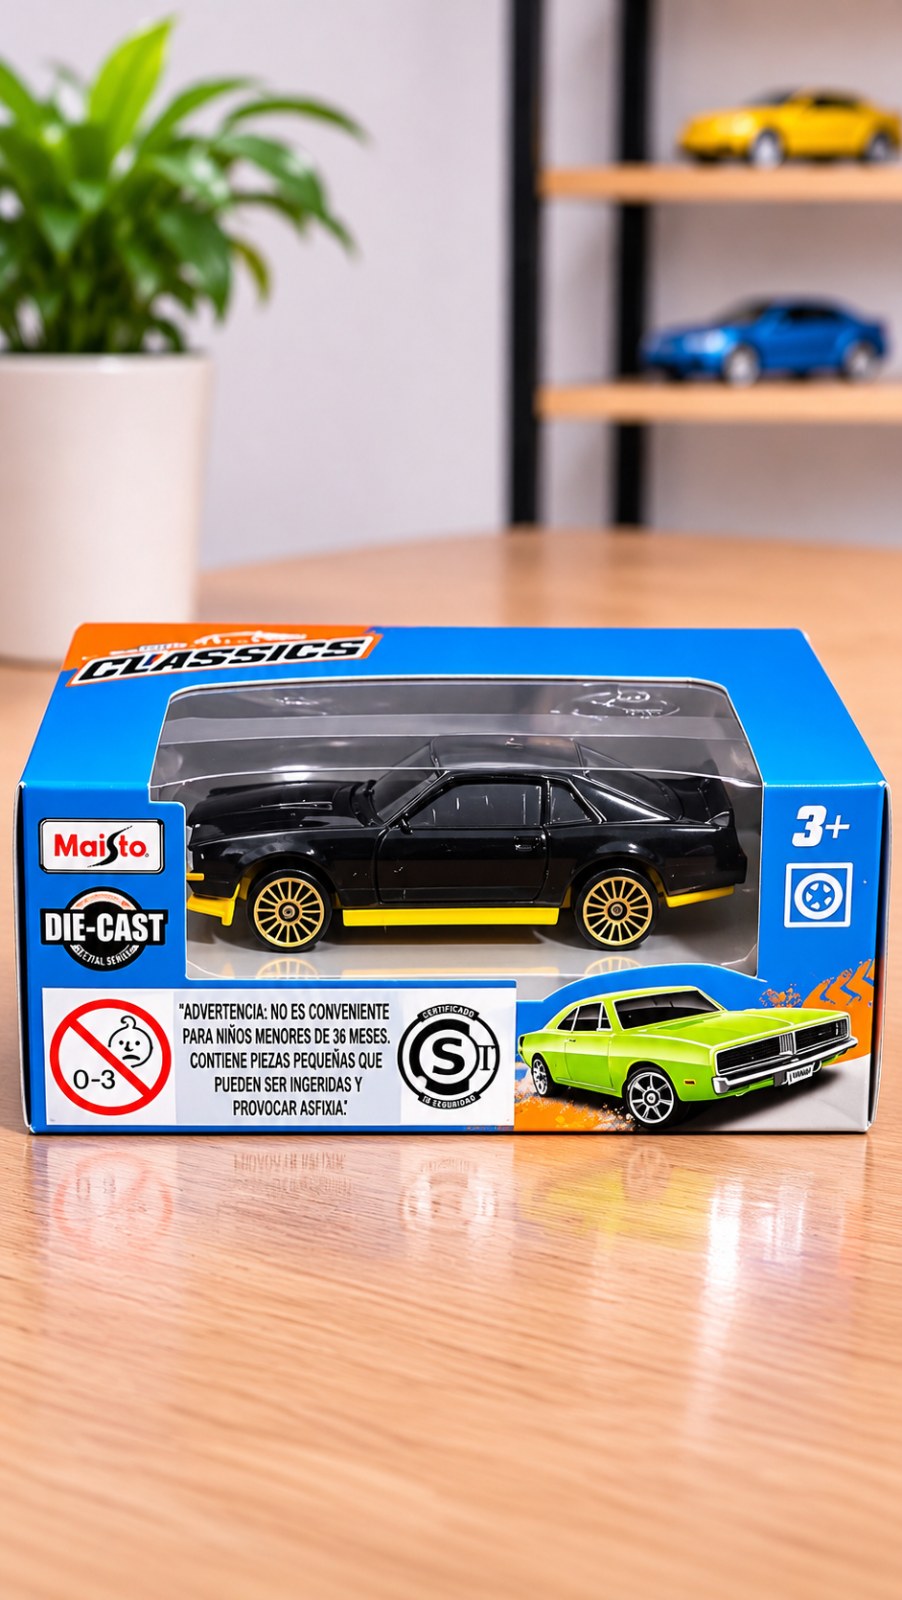 CLASSICS
Maisto
DIE-CAST
3+
0-3
"ADVERTENCIA: NO ES CONVENIENTE
PARA NIÑOS MENORES DE 36 MESES.
CONTIENE PIEZAS PEQUEÑAS QUE
PUEDEN SER INGERIDAS Y
PROVOCAR ASFIXIA."
CERTIFICADO
S